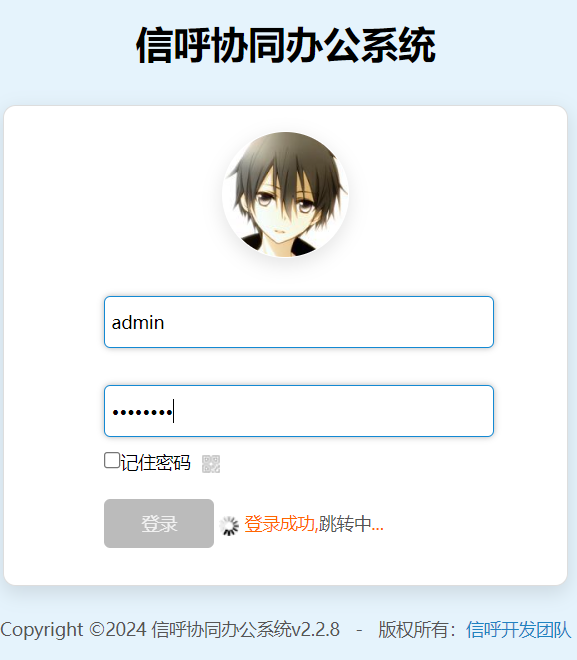 信呼协同办公系统
admin
••••••••
记住密码
登录 登录成功,跳转中...
Copyright ©2024 信呼协同办公系统v2.2.8 - 版权所有：信呼开发团队